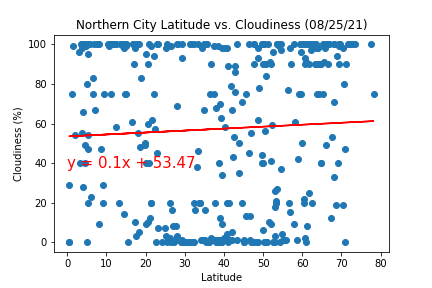 Northern City Latitude vs. Cloudiness (08/25/21)
100
80
60
40
20
0
Cloudiness (%)
y = 0.1x + 53.47
0 10 20 30 40 50 60 70 80
Latitude